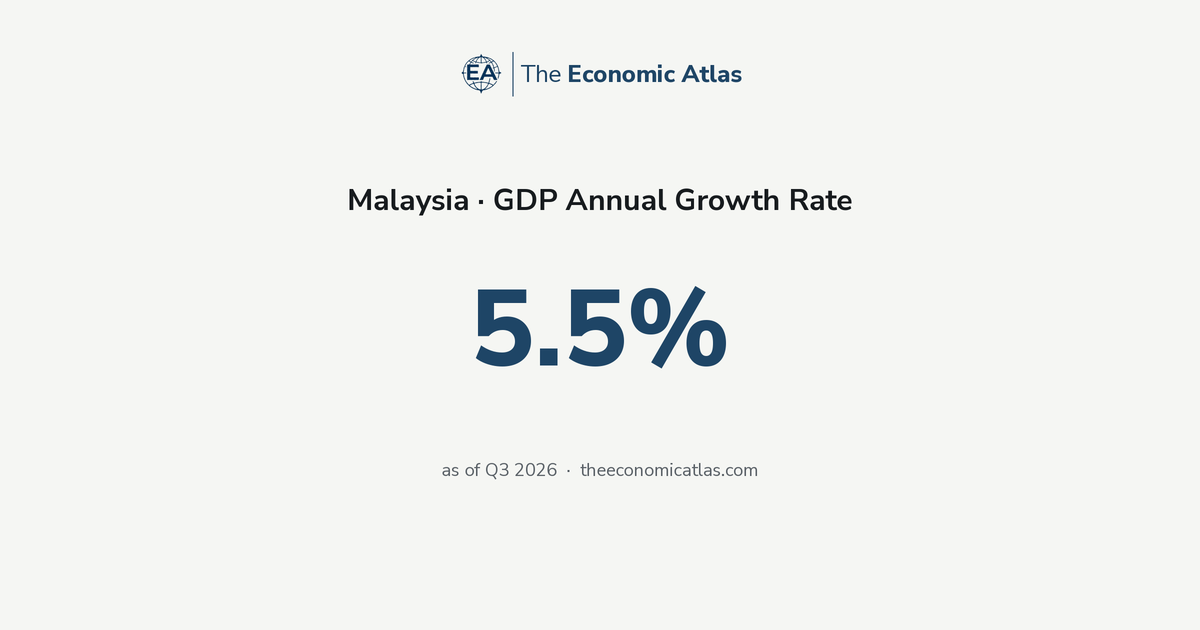 EA The Economic Atlas
Malaysia · GDP Annual Growth Rate
5.5%
as of Q3 2026 · theeconomicatlas.com